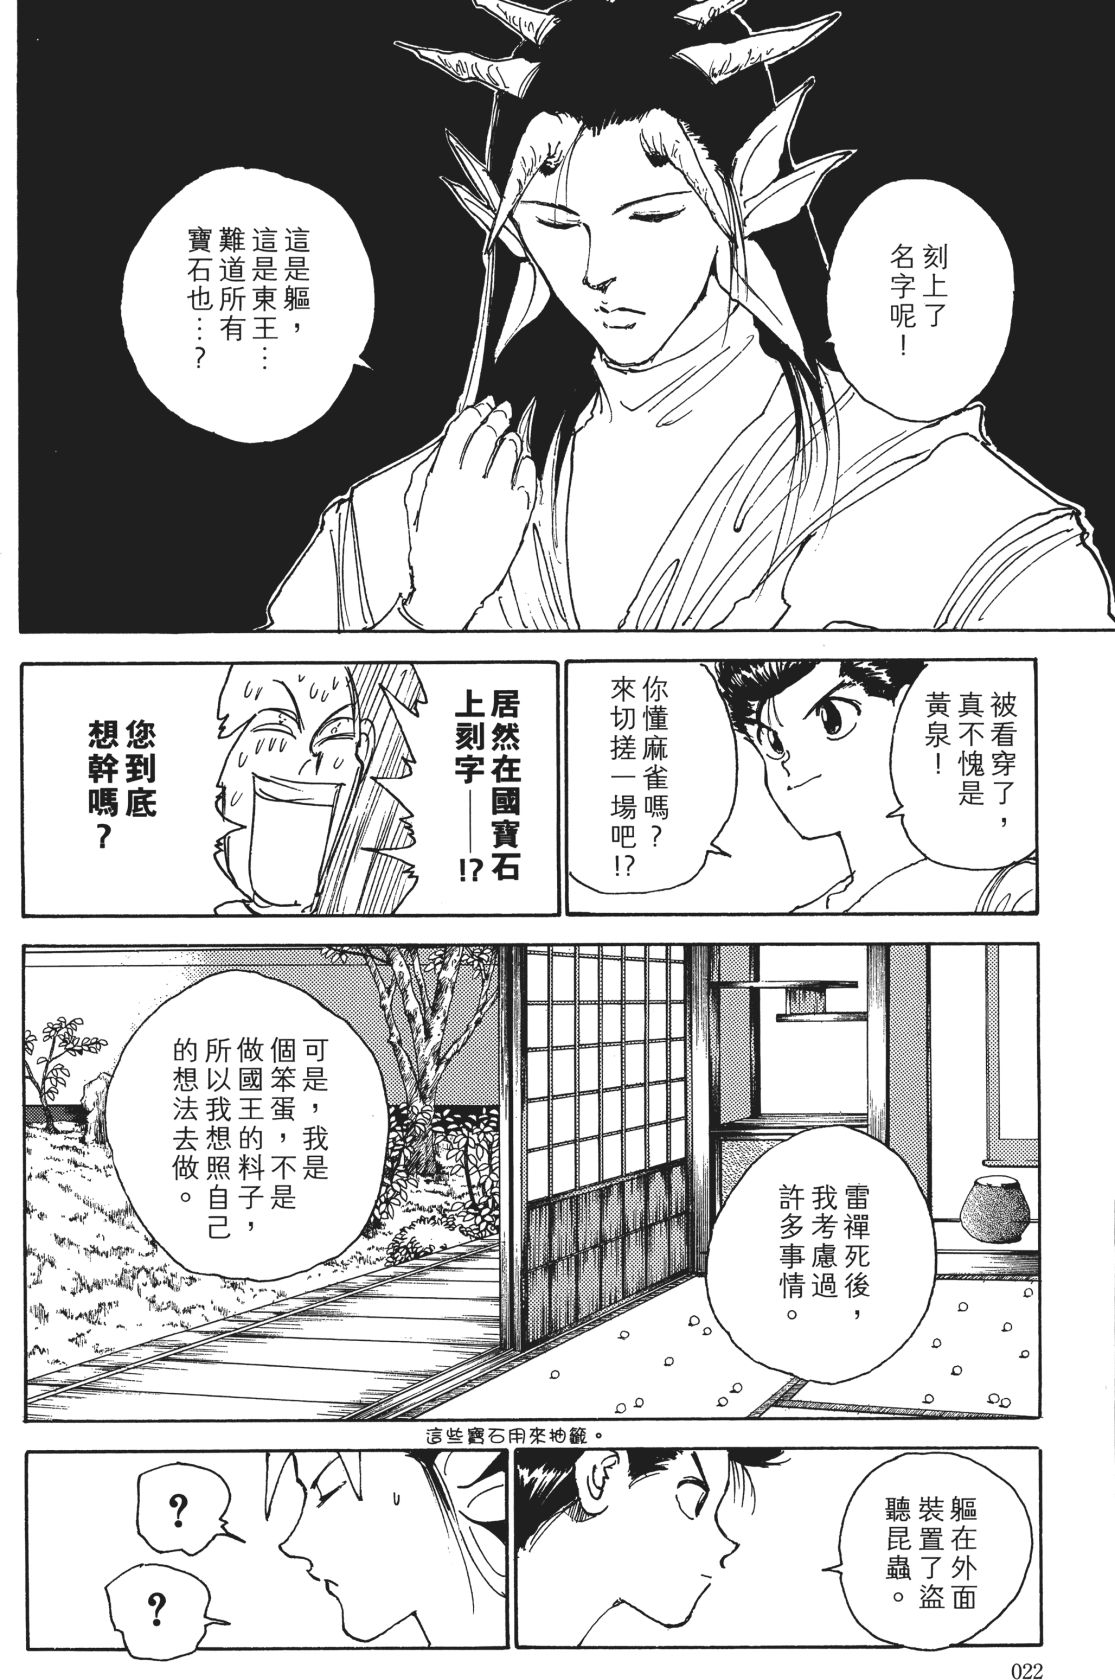 刻上了
名字呢！
這是軀，
這是東王…
難道所有
寶石也…？
被看穿了，
真不愧是
黃泉！
你懂麻雀嗎？
來切搓一場吧!?
居然在國寶石
上刻字——!?
您到底
想幹嗎？
雷禪死後，
我考慮過
許多事情。
可是，我是
個笨蛋，不是
做國王的料子，
所以我想照自己
的想法去做。
這些寶石用來抽籤。
軀在外面
裝置了盜
聽昆蟲。
？
？
022